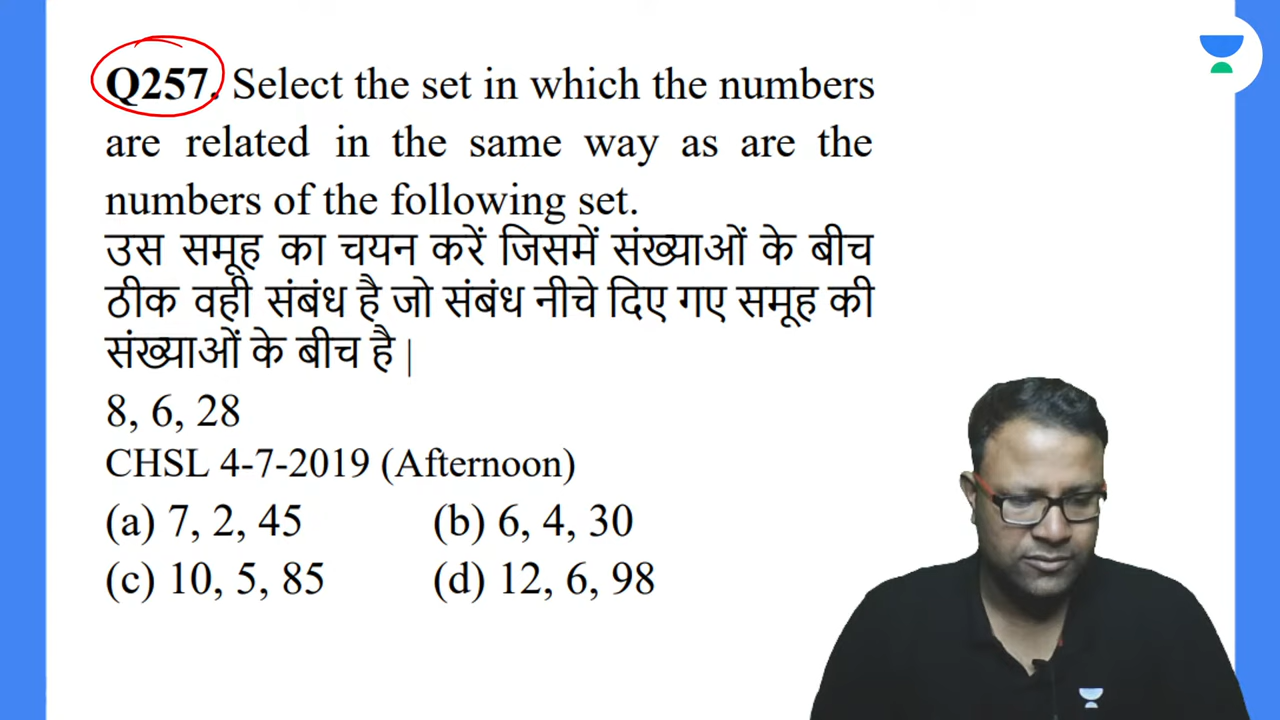 Q257. Select the set in which the numbers
are related in the same way as are the
numbers of the following set.
उस समूह का चयन करें जिसमें संख्याओं के बीच
ठीक वही संबंध है जो संबंध नीचे दिए गए समूह की
संख्याओं के बीच है |
8, 6, 28
CHSL 4-7-2019 (Afternoon)
(a) 7, 2, 45 (b) 6, 4, 30
(c) 10, 5, 85 (d) 12, 6, 98